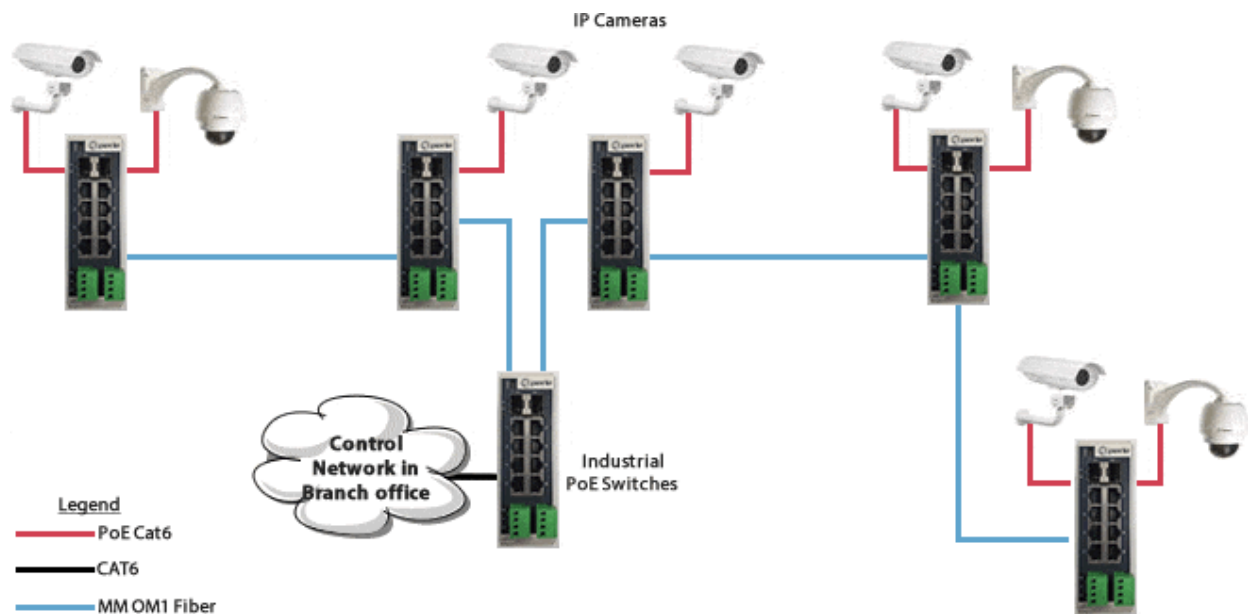 IP Cameras
Control
Network in
Branch office
Industrial
PoE Switches
Legend
PoE Cat6
CAT6
MM OM1 Fiber